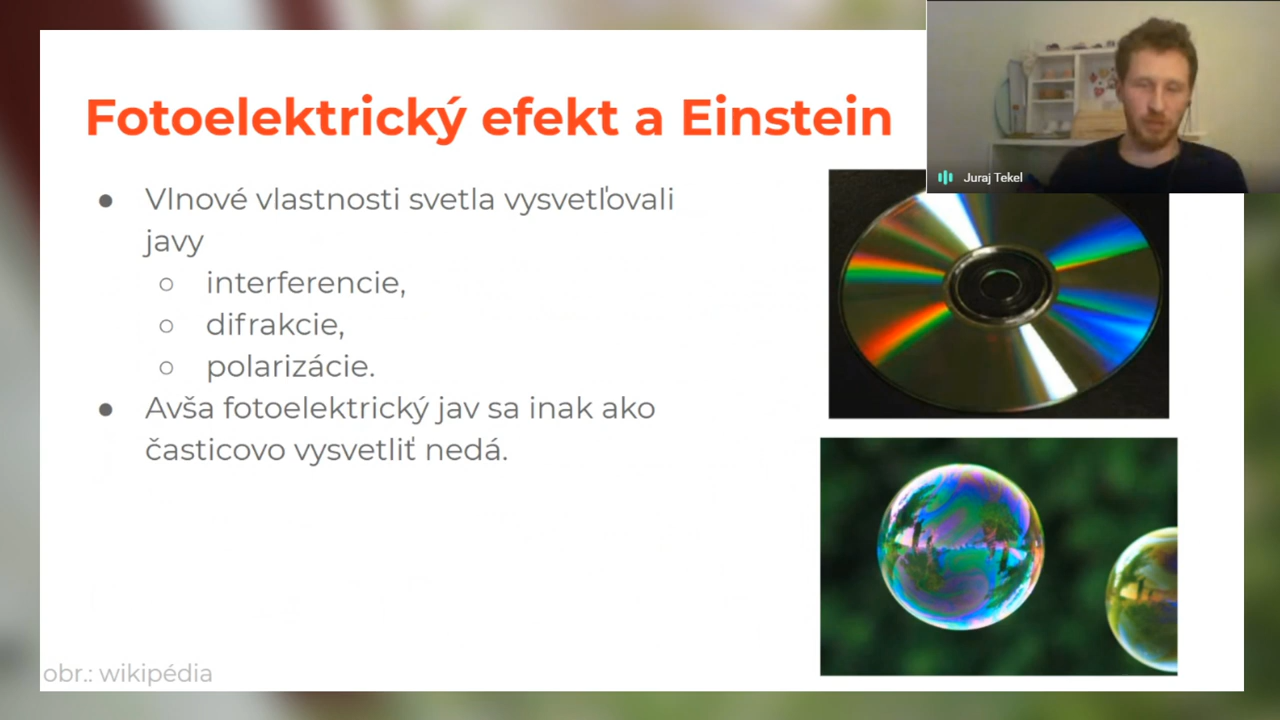 Fotoelektrický efekt a Einstein
Juraj Tekel
● Vlnové vlastnosti svetla vysvetľovali
javy
○ interferencie,
○ difrakcie,
○ polarizácie.
● Avša fotoelektrický jav sa inak ako
časticovo vysvetliť nedá.
obr.: wikipédia